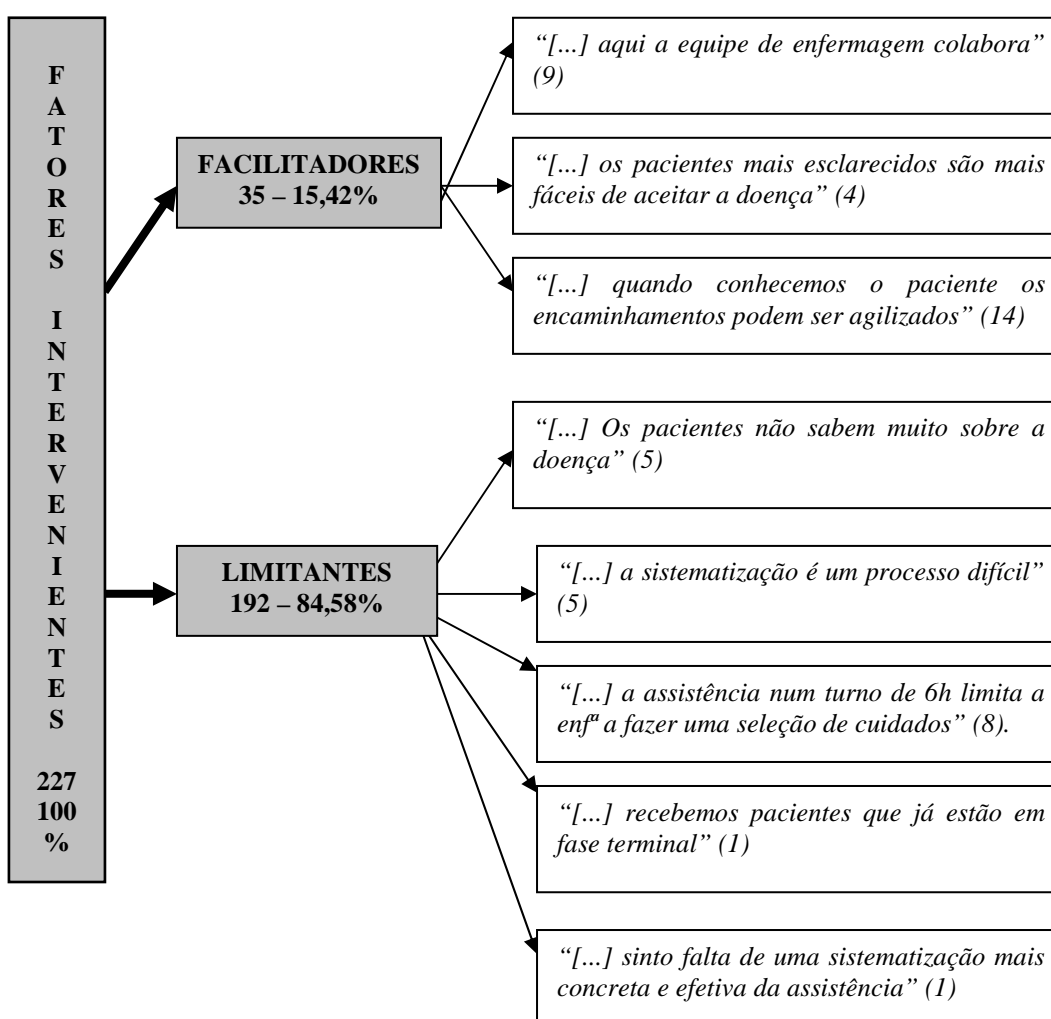 FATORES INTERVENIENTES
227
100
%
FACILITADORES
35 – 15,42%
“[...] aqui a equipe de enfermagem colabora”
(9)
“[...] os pacientes mais esclarecidos são mais
fáceis de aceitar a doença” (4)
“[...] quando conhecemos o paciente os
encaminhamentos podem ser agilizados” (14)
LIMITANTES
192 – 84,58%
“[...] Os pacientes não sabem muito sobre a
doença” (5)
“[...] a sistematização é um processo difícil”
(5)
“[...] a assistência num turno de 6h limita a
enfª a fazer uma seleção de cuidados” (8).
“[...] recebemos pacientes que já estão em
fase terminal” (1)
“[...] sinto falta de uma sistematização mais
concreta e efetiva da assistência” (1)